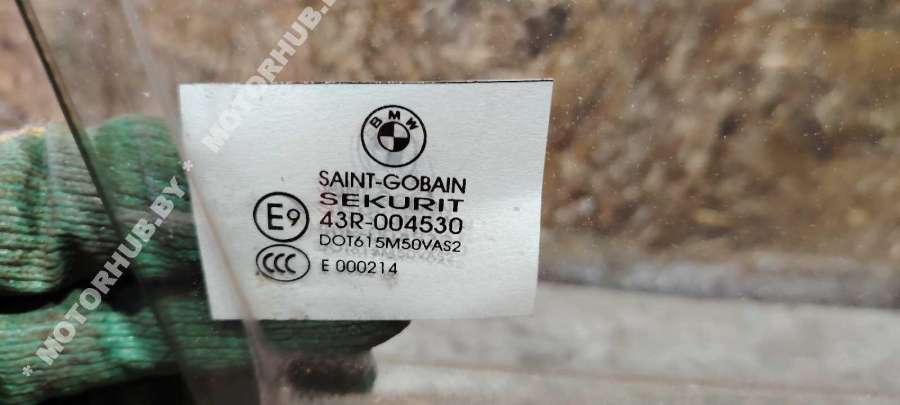 BMW
SAINT-GOBAIN
SEKURIT
E9
43R-004530
DOT615M50VAS2
CCC
E 000214
* MOTORHUB.BY * MOTORHUB.BY